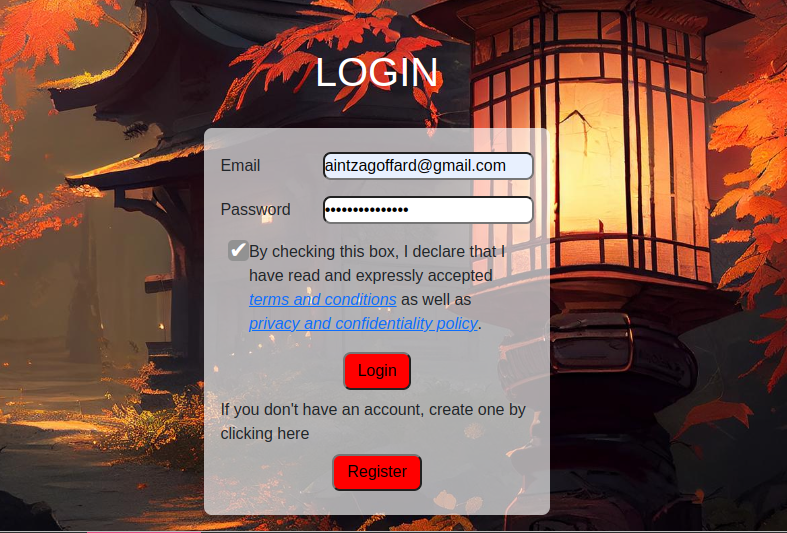 LOGIN
Email aintzagoffard@gmail.com
Password •••••••••••••••
By checking this box, I declare that I
have read and expressly accepted
terms and conditions as well as
privacy and confidentiality policy.
Login
If you don't have an account, create one by
clicking here
Register